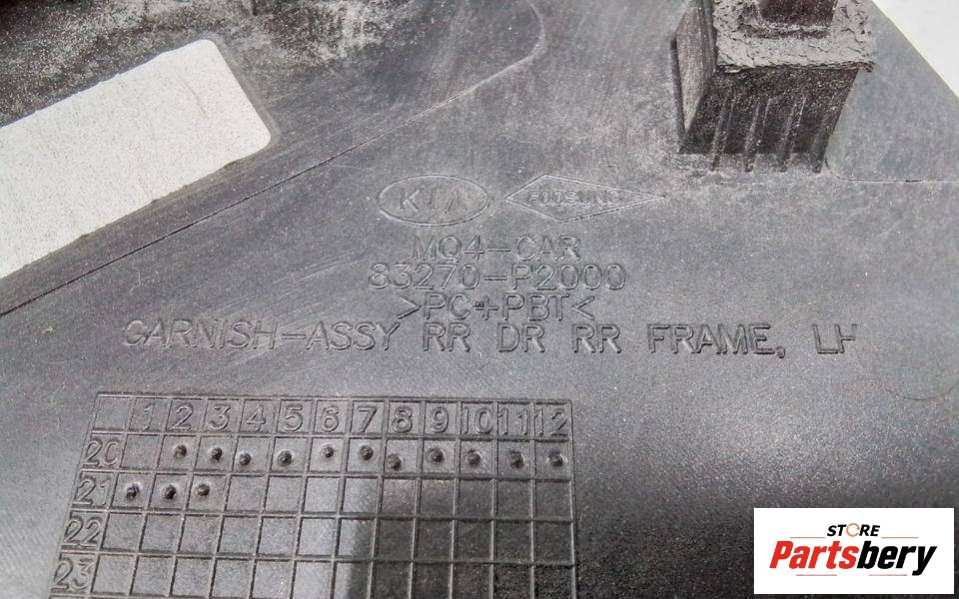 KIA
MQ4-CAR
83270-P2000
>PC+PBT<
GARNISH-ASSY RR DR RR FRAME, LH
1 2 3 4 5 6 7 8 9 10 11 12
20
21
22
23
STORE
Partsbery